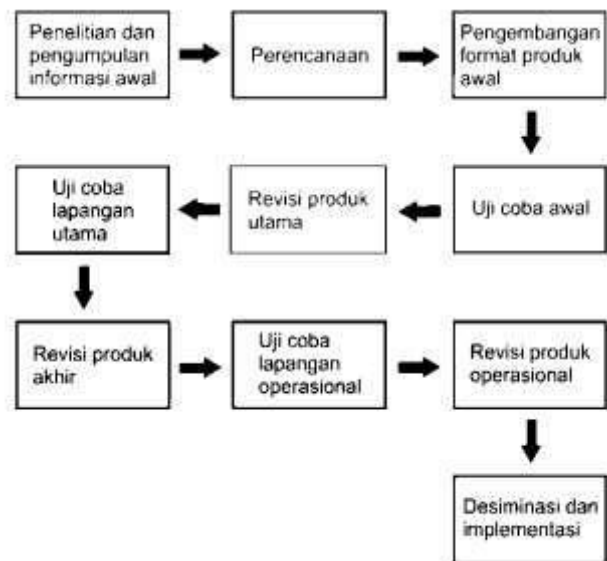 Penelitian dan
pengumpulan
informasi awal
Perencanaan
Pengembangan
format produk
awal
Uji coba awal
Revisi produk
utama
Uji coba
lapangan
utama
Revisi produk
akhir
Uji coba
lapangan
operasional
Revisi produk
operasional
Desiminasi dan
implementasi